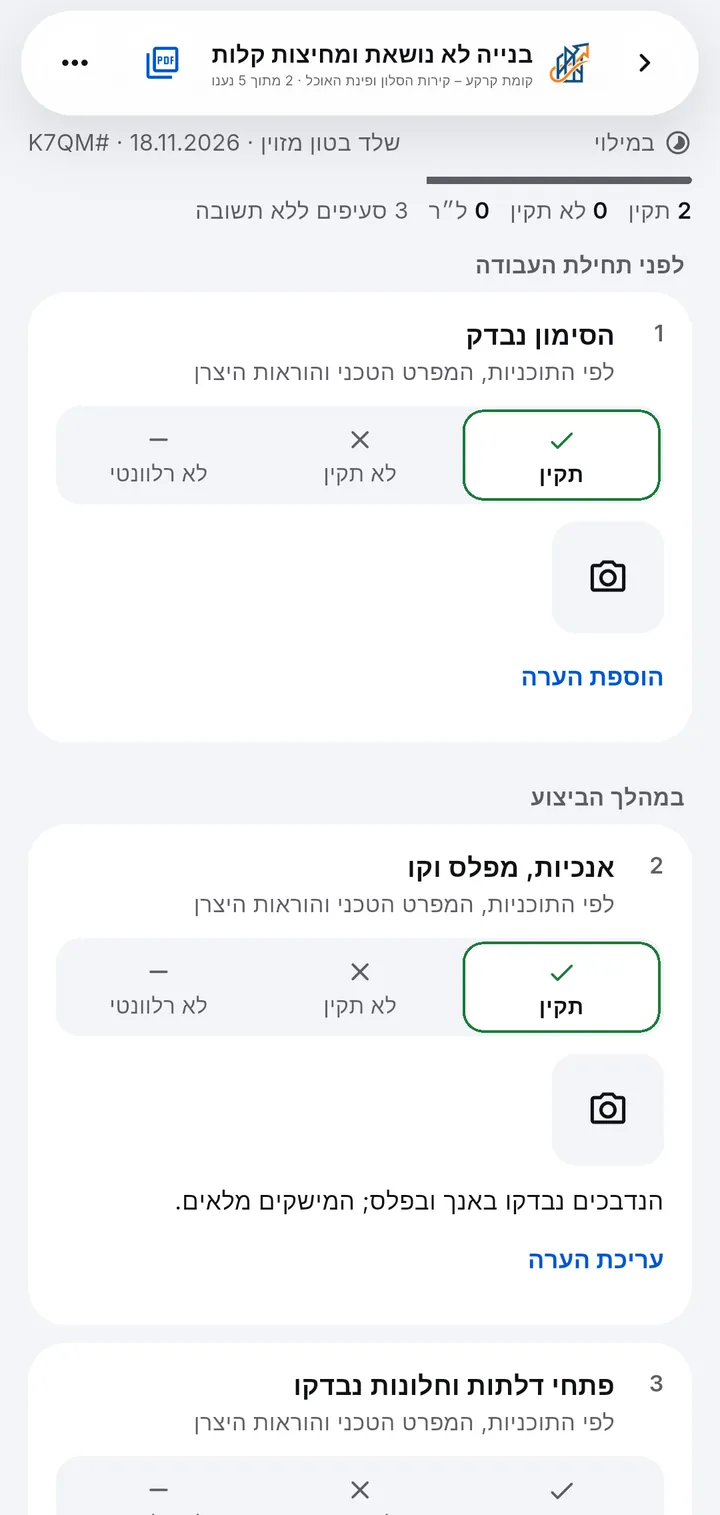 בנייה לא נושאת ומחיצות קלות
PDF
קומת קרקע – קירות הסלון ופינת האוכל · 2 מתוך 5 נענו
במילוי
שלד בטון מזוין · 18.11.2026 · #K7QM
2 תקין 0 לא תקין 0 ל״ר 3 סעיפים ללא תשובה
לפני תחילת העבודה
1 הסימון נבדק
לפי התוכניות, המפרט הטכני והוראות היצרן
תקין לא תקין לא רלוונטי
הוספת הערה
במהלך הביצוע
2 אנכיות, מפלס וקו
לפי התוכניות, המפרט הטכני והוראות היצרן
תקין לא תקין לא רלוונטי
הנדבכים נבדקו באנך ובפלס; המישקים מלאים.
עריכת הערה
3 פתחי דלתות וחלונות נבדקו
לפי התוכניות, המפרט הטכני והוראות היצרן